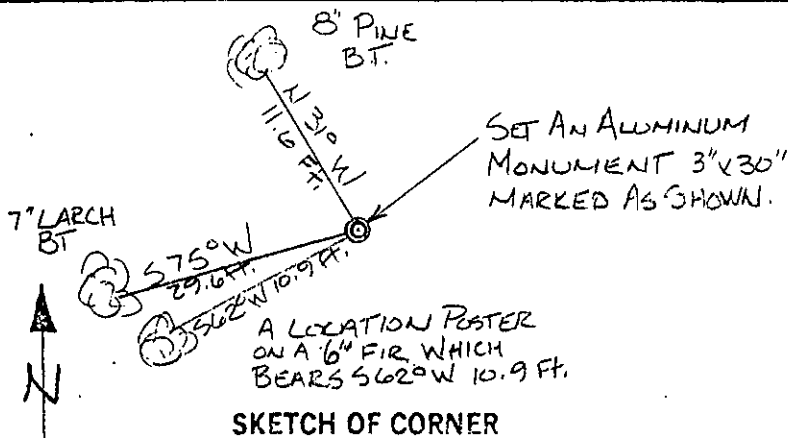 8" PINE
BT.
N 31° W
11.6 FT.
SET AN ALUMINUM
MONUMENT 3"x30"
MARKED AS SHOWN.
7" LARCH
BT
S75°W
29.6 FT.
S62°W 10.9 FT.
A LOCATION POSTER
ON A 6" FIR WHICH
BEARS S62°W 10.9 Ft.
N
SKETCH OF CORNER